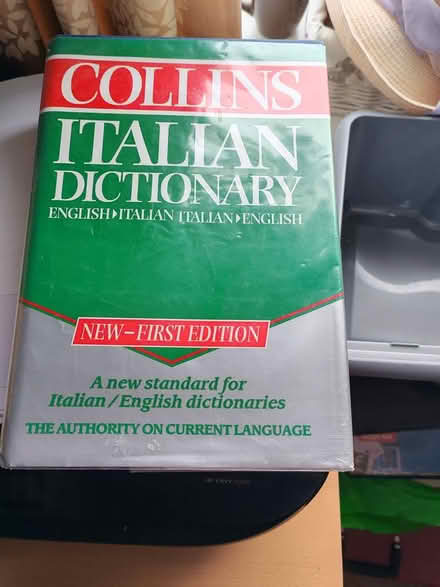 COLLINS
ITALIAN
DICTIONARY
ENGLISH▶ITALIAN ITALIAN▶ENGLISH
NEW–FIRST EDITION
A new standard for
Italian/English dictionaries
THE AUTHORITY ON CURRENT LANGUAGE